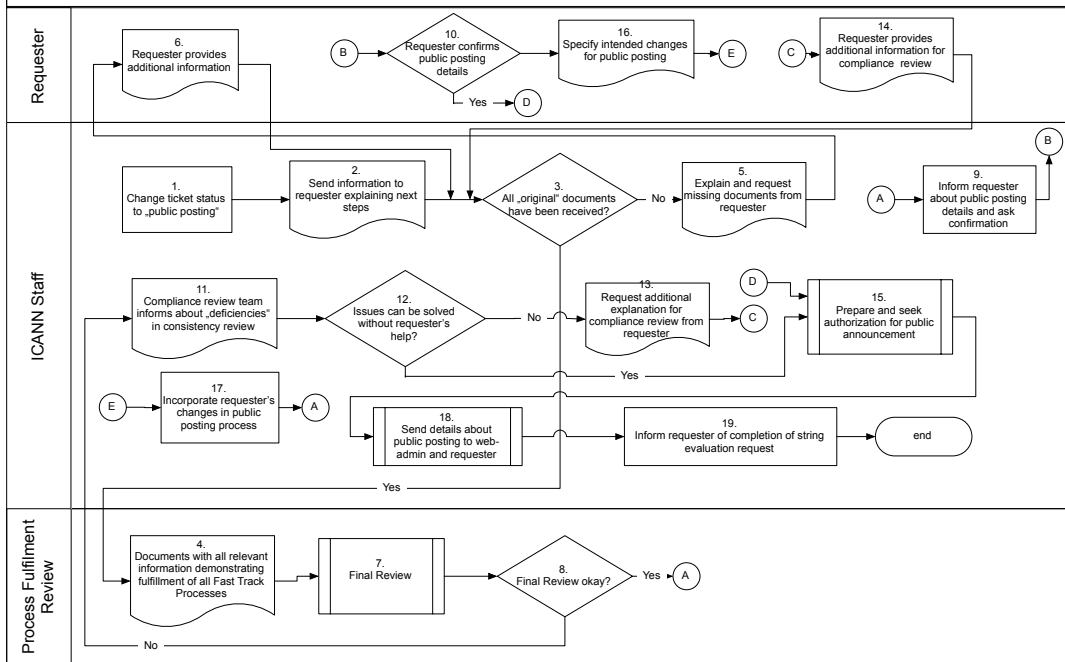 Requester
6.
Requester provides
additional information
B
10.
Requester confirms
public posting
details
Yes
D
16.
Specify intended changes
for public posting
E
C
14.
Requester provides
additional information for
compliance review
ICANN Staff
1.
Change ticket status
to „public posting“
2.
Send information to
requester explaining next
steps
3.
All „original“ documents
have been received?
No
5.
Explain and request
missing documents from
requester
A
9.
Inform requester
about public posting
details and ask
confirmation
B
11.
Compliance review team
informs about „deficiencies“
in consistency review
12.
Issues can be solved
without requester’s
help?
No
13.
Request additional
explanation for
compliance review from
requester
C
D
15.
Prepare and seek
authorization for public
announcement
Yes
E
17.
Incorporate requester’s
changes in public
posting process
A
18.
Send details about
public posting to web-
admin and requester
19.
Inform requester of completion of string
evaluation request
end
Yes
Process Fulfilment
Review
4.
Documents with all relevant
information demonstrating
fulfillment of all Fast Track
Processes
7.
Final Review
8.
Final Review okay?
Yes
A
No